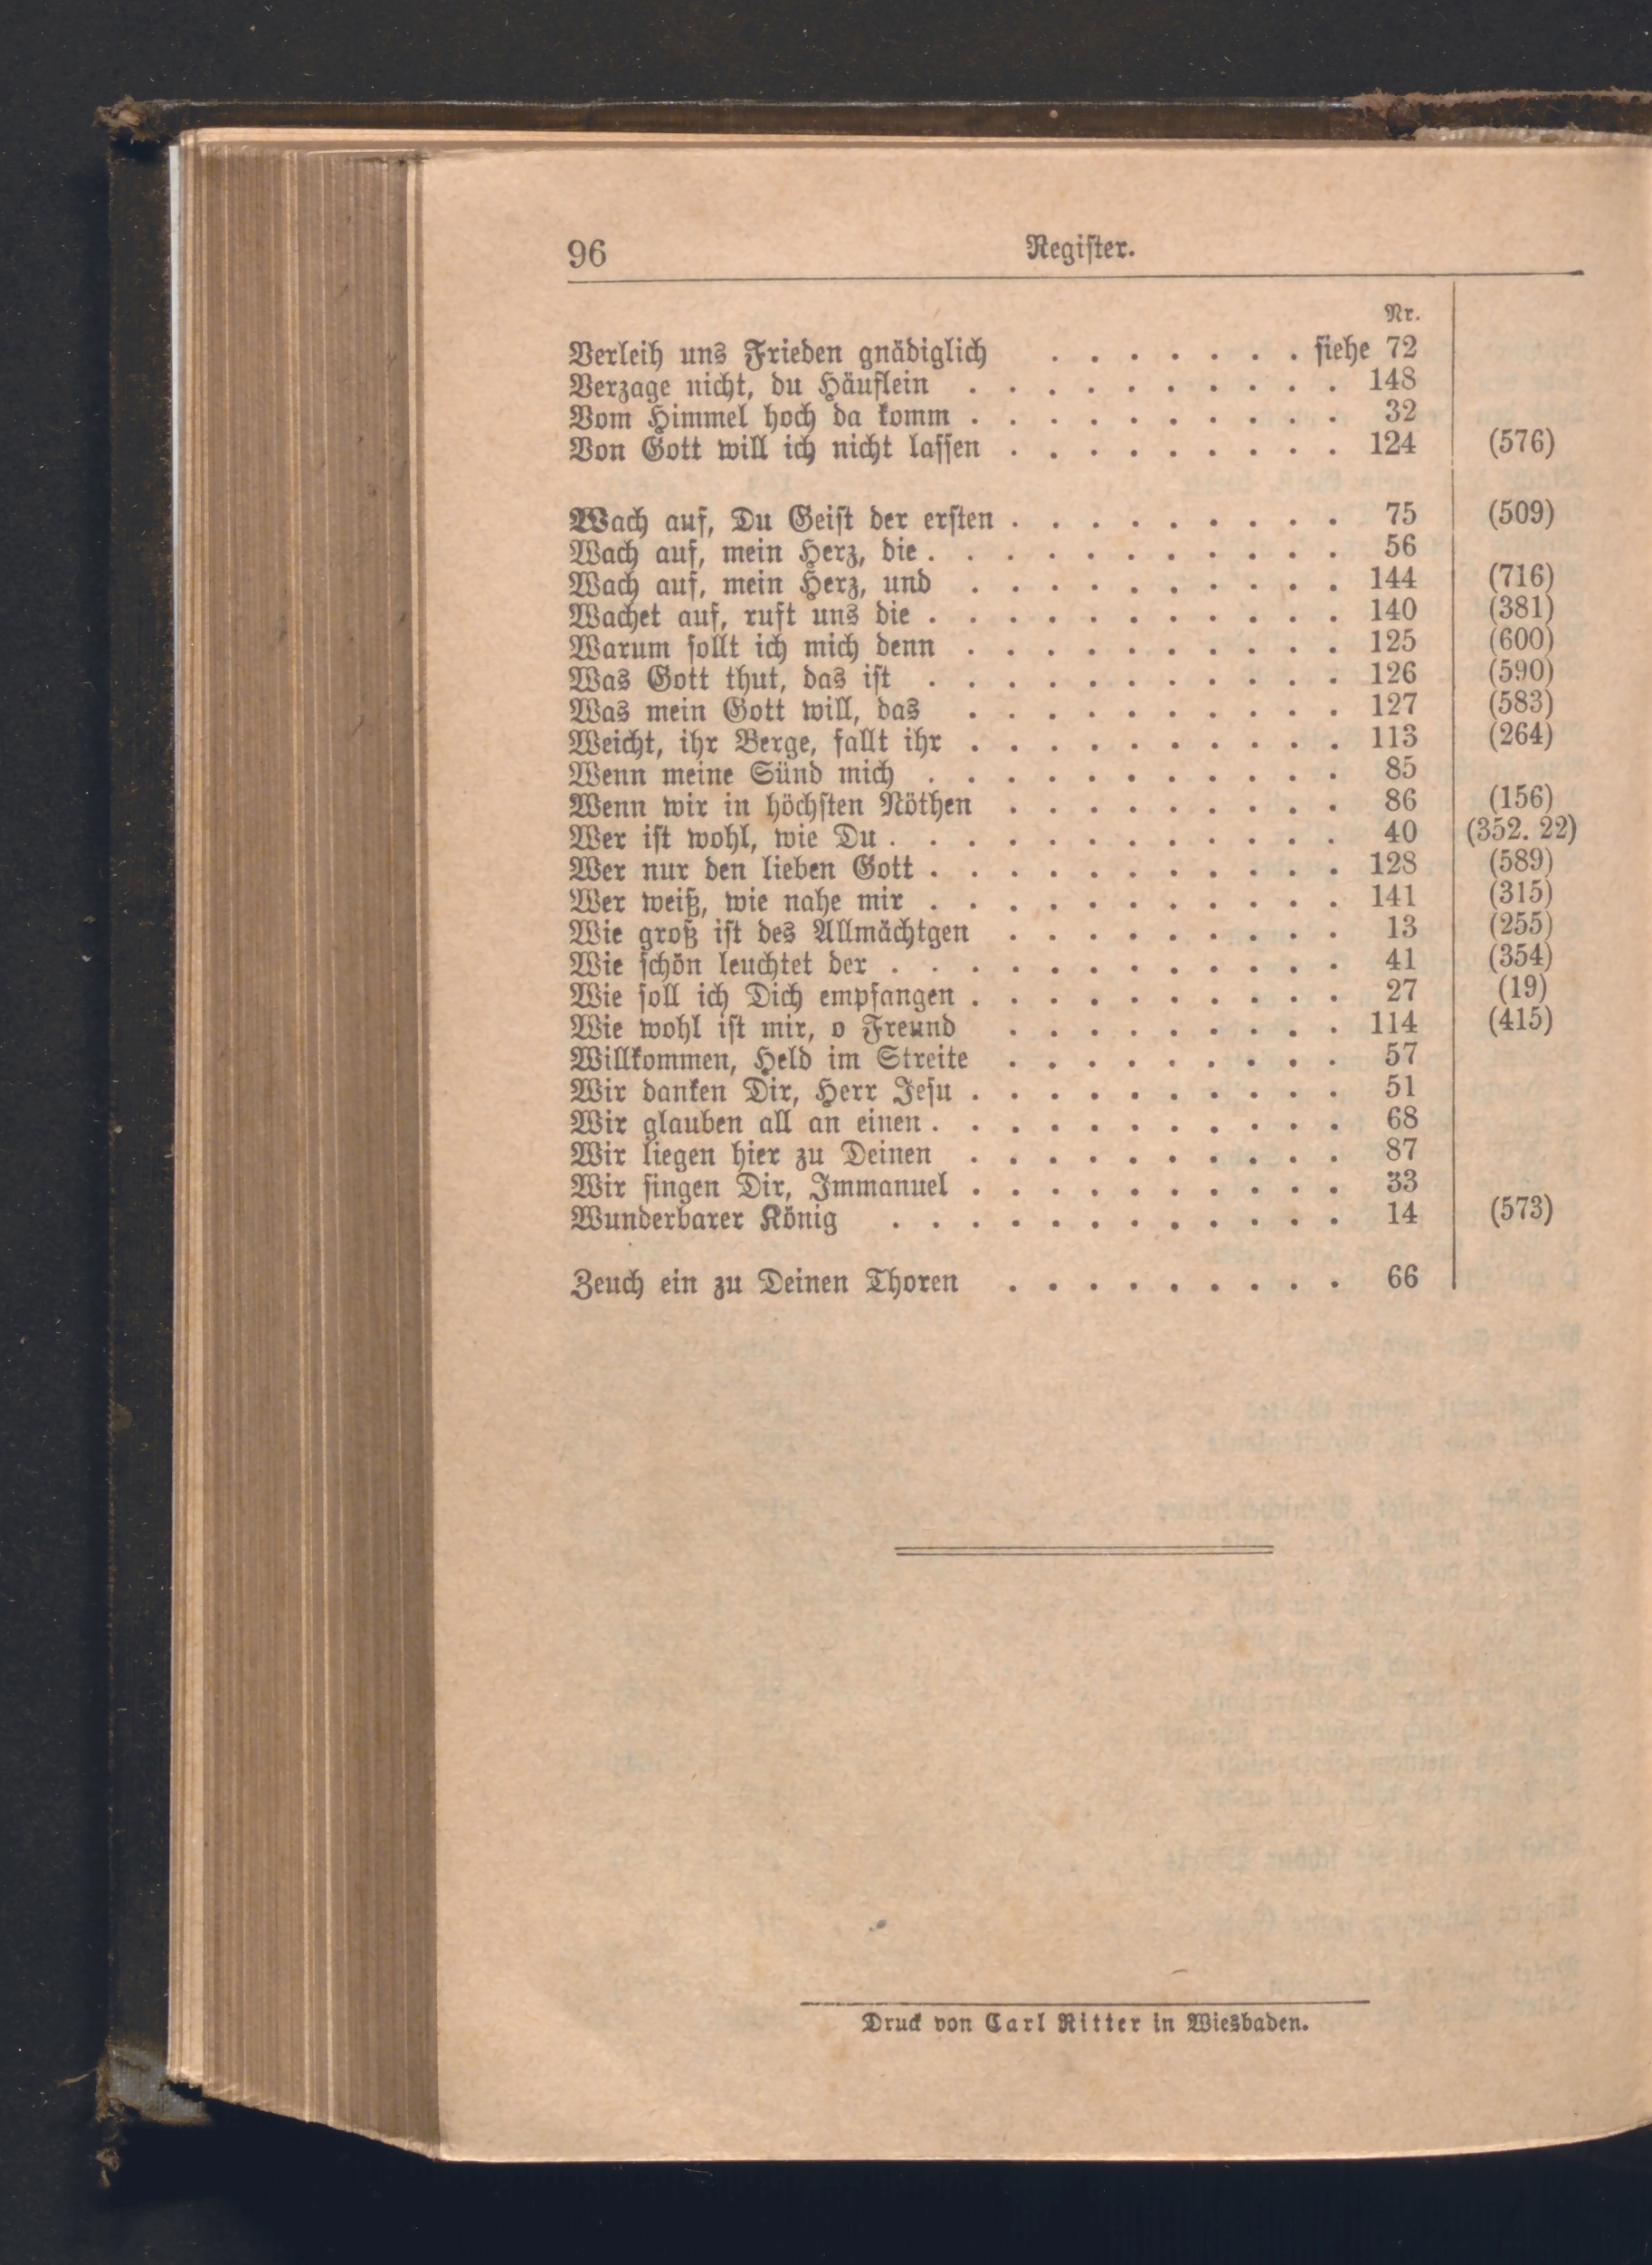 96 Register.
Nr.
Verleih uns Frieden gnädiglich . . . . . . . siehe 72
Verzage nicht, du Häuflein . . . . . . . . . . 148
Vom Himmel hoch da komm . . . . . . . . . . 32
Von Gott will ich nicht lassen . . . . . . . . . 124 (576)
Wach auf, Du Geist der ersten . . . . . . . . . 75 (509)
Wach auf, mein Herz, die . . . . . . . . . . . 56
Wach auf, mein Herz, und . . . . . . . . . . 144 (716)
Wachet auf, ruft uns die . . . . . . . . . . . 140 (381)
Warum sollt ich mich denn . . . . . . . . . . 125 (600)
Was Gott thut, das ist . . . . . . . . . . . 126 (590)
Was mein Gott will, das . . . . . . . . . . 127 (583)
Weicht, ihr Berge, fallt ihr . . . . . . . . . . 113 (264)
Wenn meine Sünd mich . . . . . . . . . . . 85
Wenn wir in höchsten Nöthen . . . . . . . . . 86 (156)
Wer ist wohl, wie Du . . . . . . . . . . . . 40 (352. 22)
Wer nur den lieben Gott . . . . . . . . . . . 128 (589)
Wer weiß, wie nahe mir . . . . . . . . . . . 141 (315)
Wie groß ist des Allmächtgen . . . . . . . . . 13 (255)
Wie schön leuchtet der . . . . . . . . . . . . 41 (354)
Wie soll ich Dich empfangen . . . . . . . . . . 27 (19)
Wie wohl ist mir, o Freund . . . . . . . . . 114 (415)
Willkommen, Held im Streite . . . . . . . . . 57
Wir danken Dir, Herr Jesu . . . . . . . . . . 51
Wir glauben all an einen . . . . . . . . . . . 68
Wir liegen hier zu Deinen . . . . . . . . . . 87
Wir singen Dir, Immanuel . . . . . . . . . . 33
Wunderbarer König . . . . . . . . . . . . 14 (573)
Zeuch ein zu Deinen Thoren . . . . . . . . . 66
Druck von Carl Ritter in Wiesbaden.